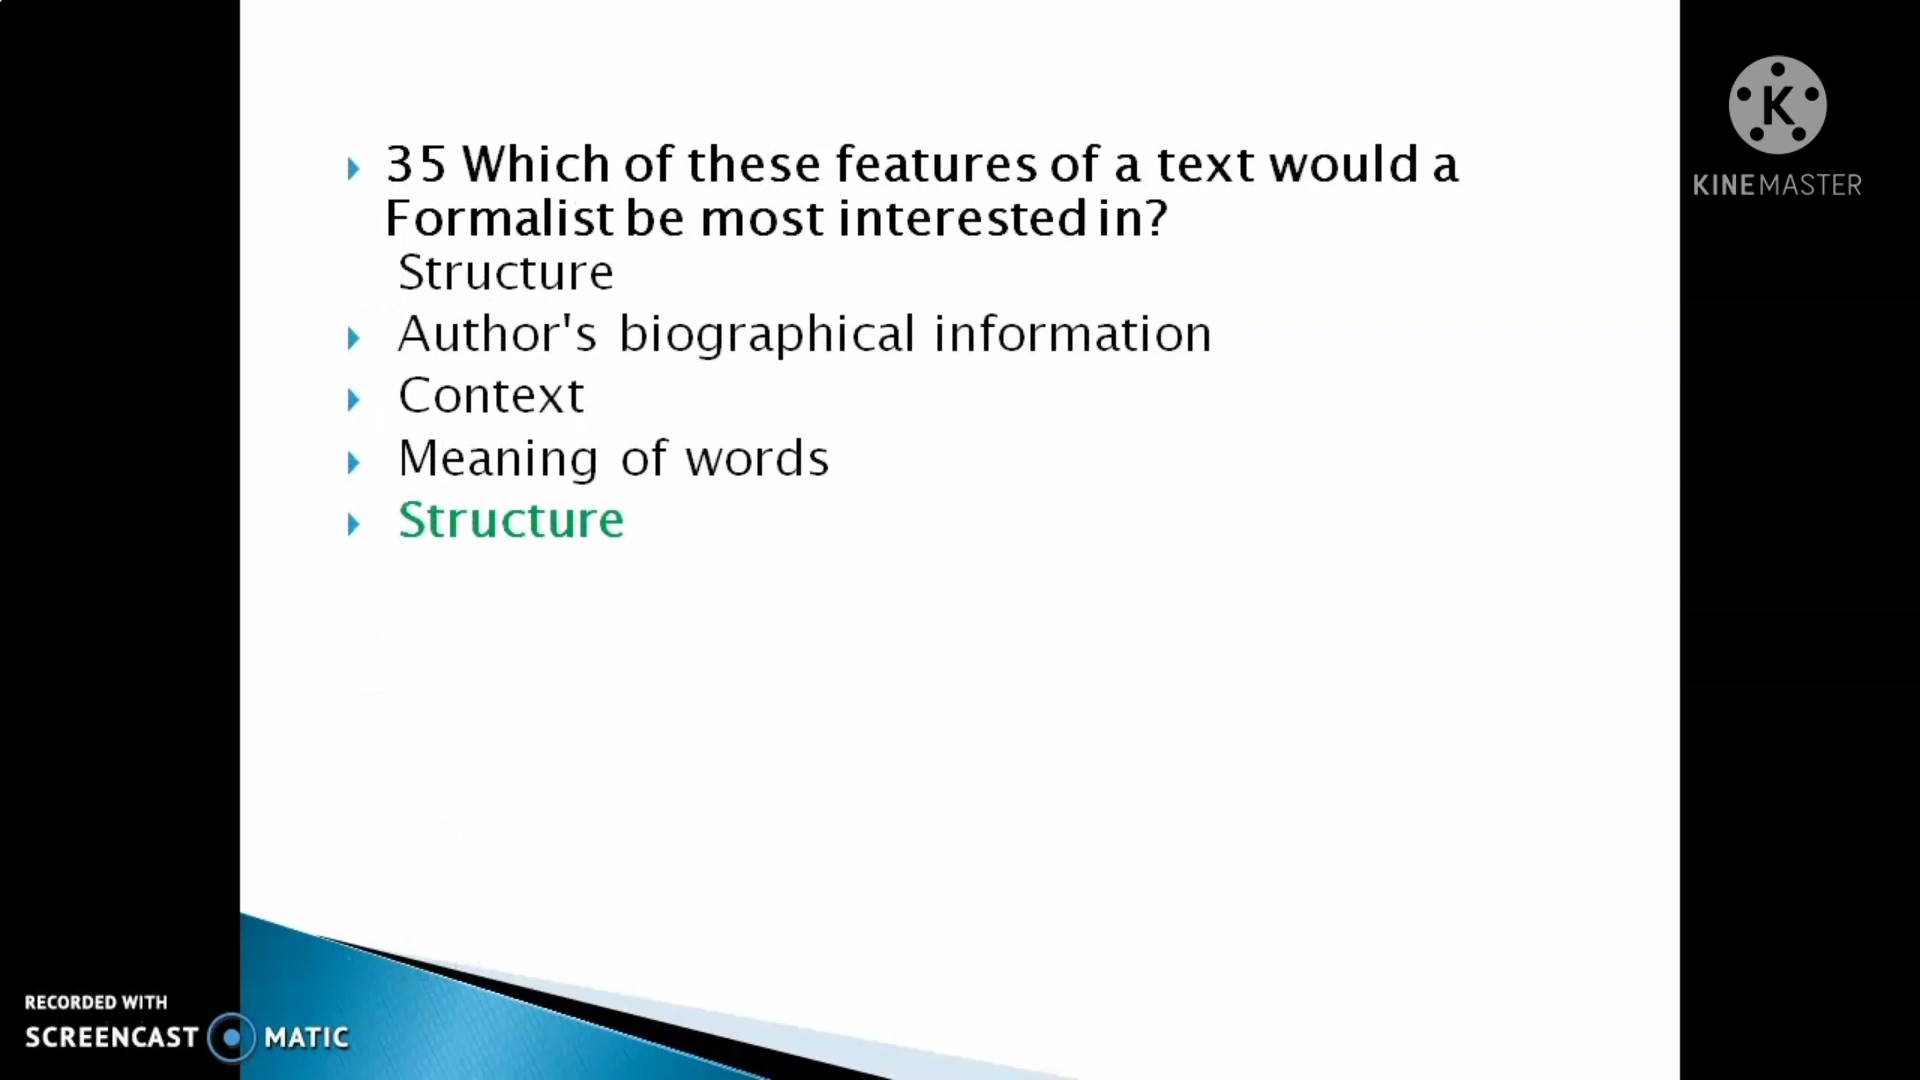 35 Which of these features of a text would a
Formalist be most interested in?
Structure
Author's biographical information
Context
Meaning of words
Structure
K
KINEMASTER
RECORDED WITH
SCREENCAST MATIC